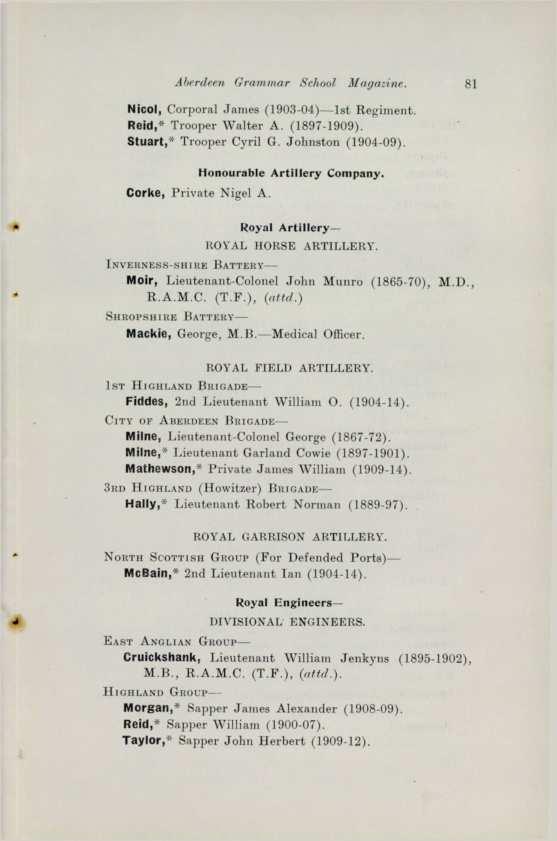 Aberdeen Grammar School Magazine. 81
Nicol, Corporal James (1903-04)—1st Regiment.
Reid,* Trooper Walter A. (1897-1909).
Stuart,* Trooper Cyril G. Johnston (1904-09).
Honourable Artillery Company.
Corke, Private Nigel A.
Royal Artillery—
ROYAL HORSE ARTILLERY.
INVERNESS-SHIRE BATTERY—
Moir, Lieutenant-Colonel John Munro (1865-70), M.D.,
R.A.M.C. (T.F.), (attd.)
SHROPSHIRE BATTERY—
Mackie, George, M.B.—Medical Officer.
ROYAL FIELD ARTILLERY.
1ST HIGHLAND BRIGADE—
Fiddes, 2nd Lieutenant William O. (1904-14).
CITY OF ABERDEEN BRIGADE—
Milne, Lieutenant-Colonel George (1867-72).
Milne,* Lieutenant Garland Cowie (1897-1901).
Mathewson,* Private James William (1909-14).
3RD HIGHLAND (Howitzer) BRIGADE—
Hally,* Lieutenant Robert Norman (1889-97).
ROYAL GARRISON ARTILLERY.
NORTH SCOTTISH GROUP (For Defended Ports)—
McBain,* 2nd Lieutenant Ian (1904-14).
Royal Engineers—
DIVISIONAL ENGINEERS.
EAST ANGLIAN GROUP—
Cruickshank, Lieutenant William Jenkyns (1895-1902),
M.B., R.A.M.C. (T.F.), (attd.).
HIGHLAND GROUP—
Morgan,* Sapper James Alexander (1908-09).
Reid,* Sapper William (1900-07).
Taylor,* Sapper John Herbert (1909-12).